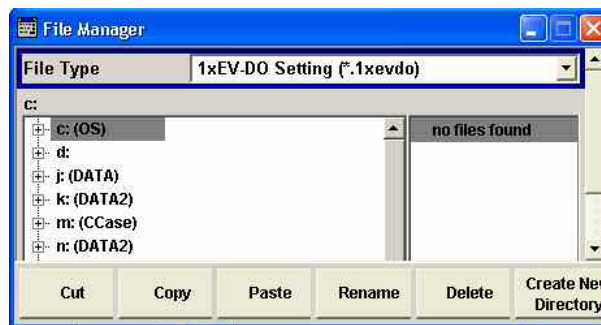 File Manager
File Type 1xEV-DO Setting (*.1xevdo)
c:
c: (OS) no files found
d:
j: (DATA)
k: (DATA2)
m: (CCase)
n: (DATA2)
Cut Copy Paste Rename Delete Create New Directory